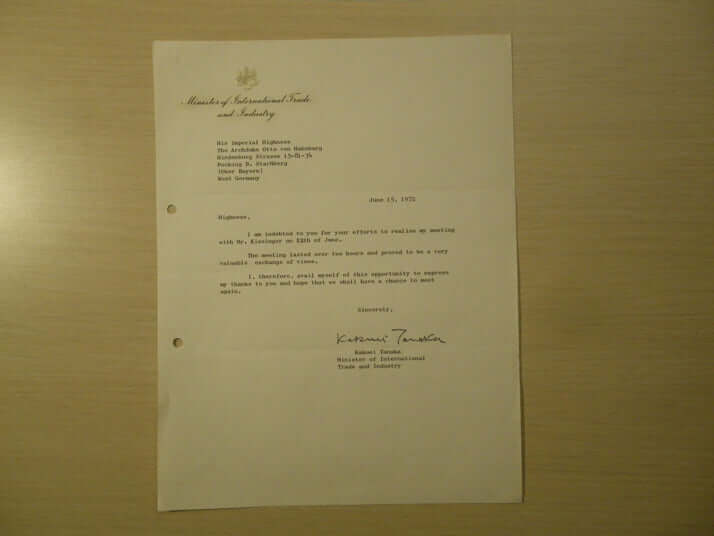 Minister of International Trade
and Industry
His Imperial Highness
The Archduke Otto von Habsburg
Hindenburg Strasse 15
Pocking B. Starnberg
(Ober Bayern)
West Germany
June 15, 1972
Highness,
I am indebted to you for your efforts to realize my meeting
with Mr. Kissinger on 12th of June.
The meeting lasted over two hours and proved to be a very
valuable exchange of views.
I, therefore, avail myself of this opportunity to express
my thanks to you and hope that we shall have a chance to meet
again.
Sincerely,
Kakuei Tanaka
Kakuei Tanaka
Minister of International
Trade and Industry